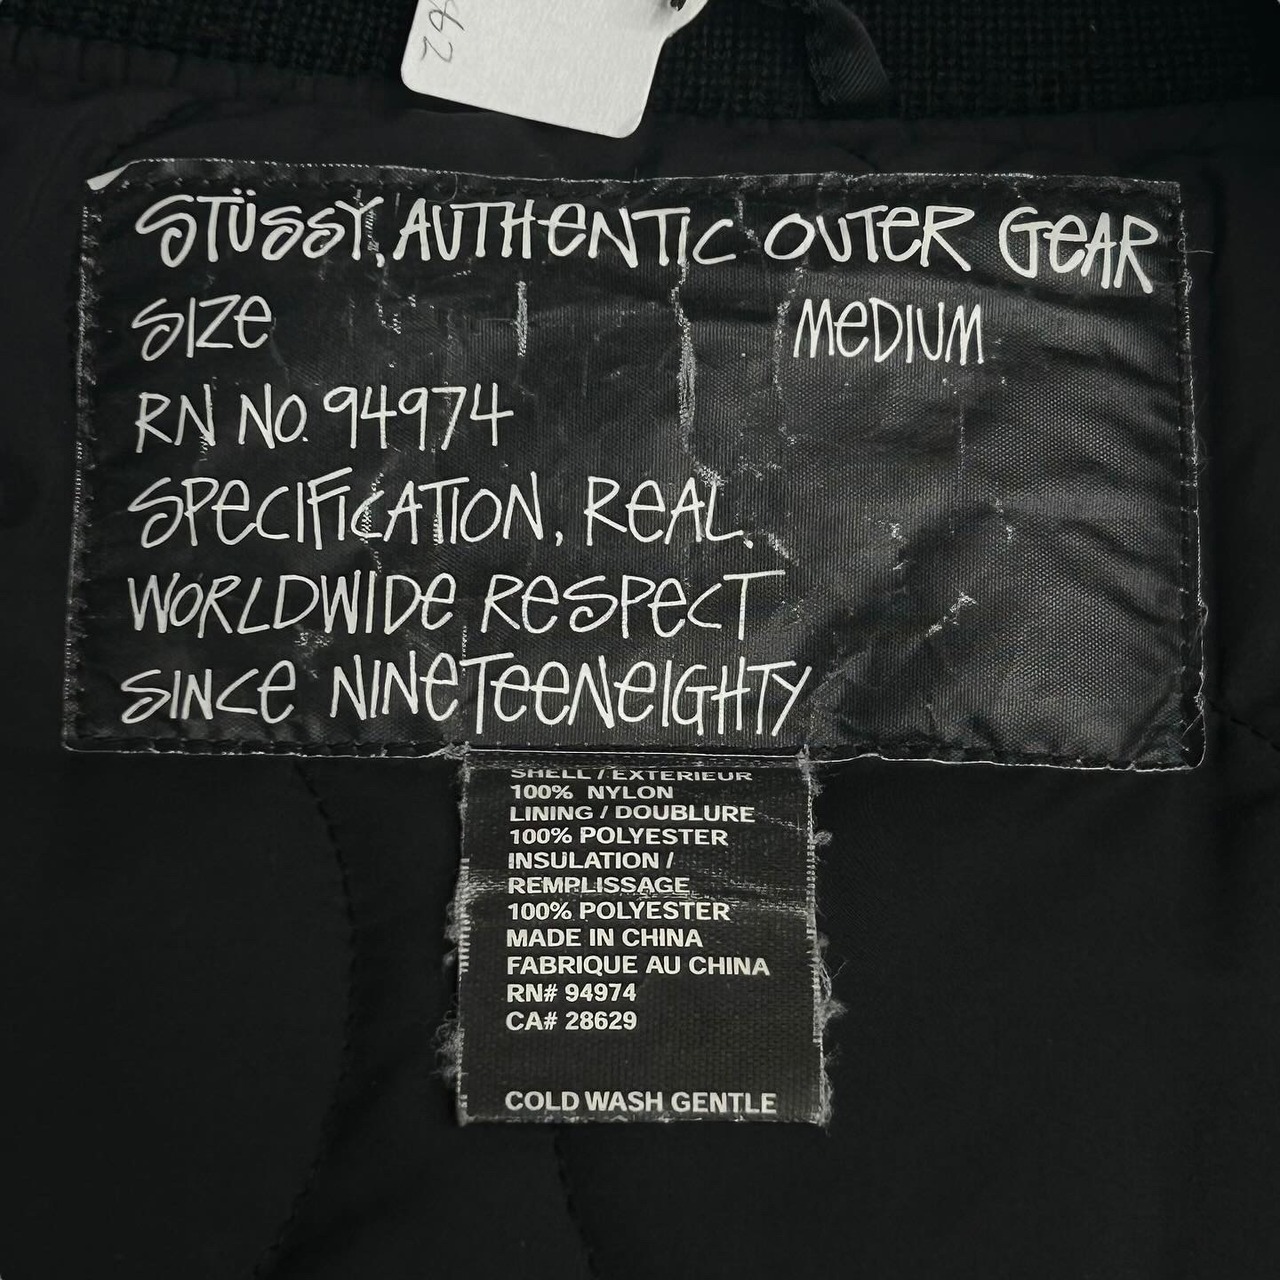 62
STÜSSY, AUTHENTIC OUTER GEAR
SIZE MEDIUM
RN NO. 94974
SPECIFICATION, REAL.
WORLDWIDE RESPECT
SINCE NINETEENEIGHTY
SHELL / EXTERIEUR
100% NYLON
LINING / DOUBLURE
100% POLYESTER
INSULATION /
REMPLISSAGE
100% POLYESTER
MADE IN CHINA
FABRIQUE AU CHINA
RN# 94974
CA# 28629
COLD WASH GENTLE